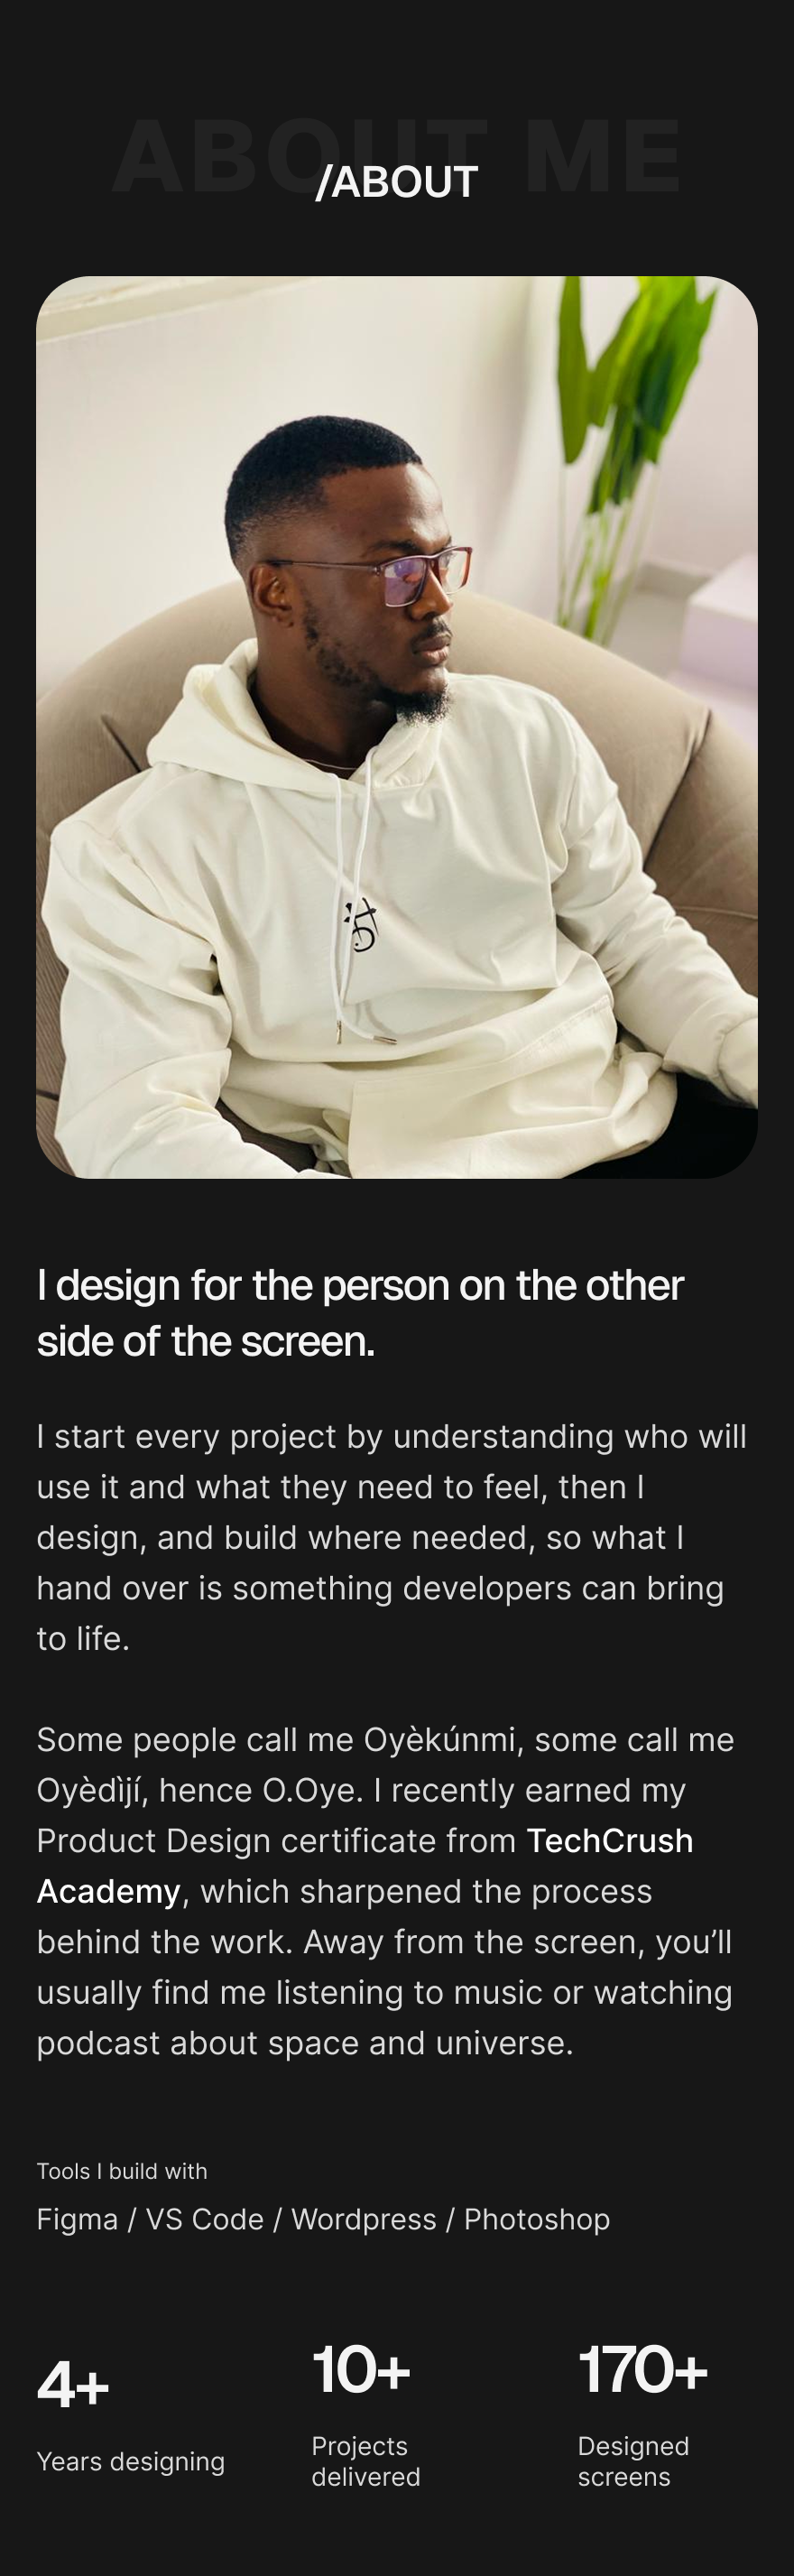 ABOUT ME
/ABOUT
I design for the person on the other
side of the screen.
I start every project by understanding who will
use it and what they need to feel, then I
design, and build where needed, so what I
hand over is something developers can bring
to life.
Some people call me Oyèkúnmi, some call me
Oyèdìjí, hence O.Oye. I recently earned my
Product Design certificate from TechCrush
Academy, which sharpened the process
behind the work. Away from the screen, you’ll
usually find me listening to music or watching
podcast about space and universe.
Tools I build with
Figma / VS Code / Wordpress / Photoshop
4+
Years designing
10+
Projects
delivered
170+
Designed
screens